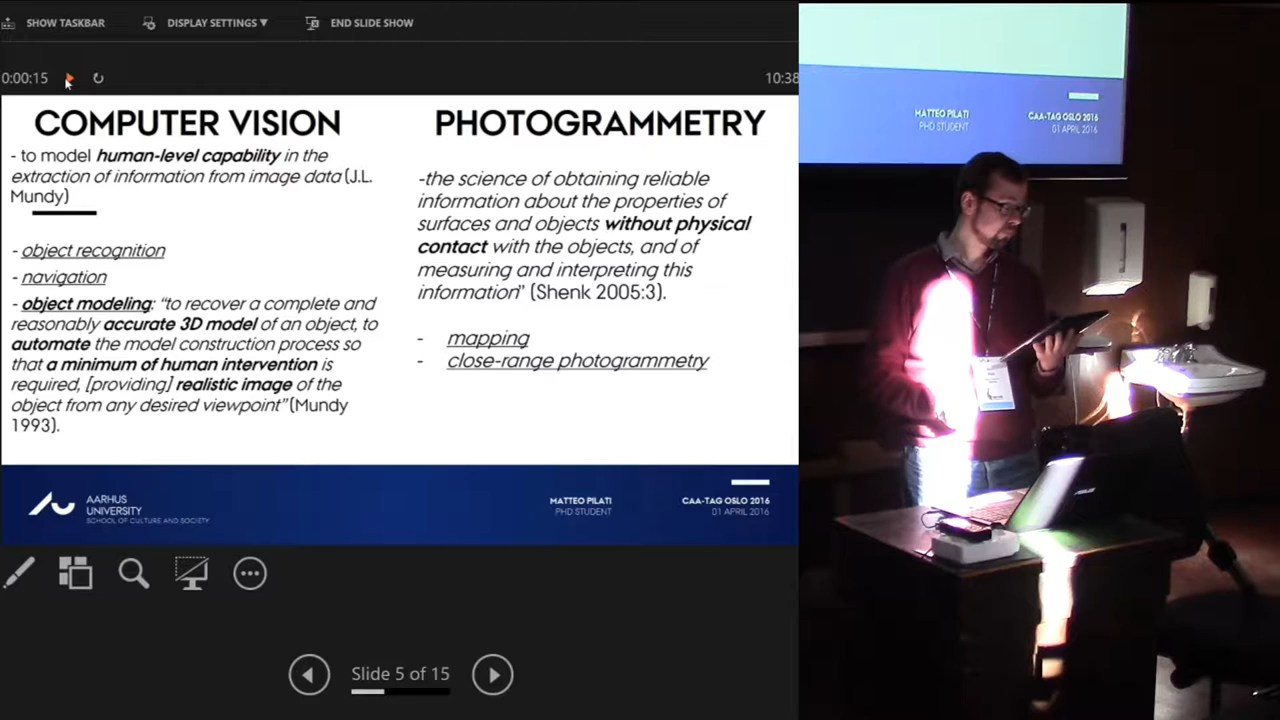 SHOW TASKBAR
DISPLAY SETTINGS ▼
END SLIDE SHOW
0:00:15
10:38
COMPUTER VISION
- to model human-level capability in the
extraction of information from image data (J.L.
Mundy)
- object recognition
- navigation
- object modeling: “to recover a complete and
reasonably accurate 3D model of an object, to
automate the model construction process so
that a minimum of human intervention is
required, [providing] realistic image of the
object from any desired viewpoint” (Mundy
1993).
PHOTOGRAMMETRY
-the science of obtaining reliable
information about the properties of
surfaces and objects without physical
contact with the objects, and of
measuring and interpreting this
information” (Shenk 2005:3).
- mapping
- close-range photogrammetry
AARHUS
UNIVERSITY
SCHOOL OF CULTURE AND SOCIETY
MATTEO PILATI
PHD STUDENT
CAA-TAG OSLO 2016
01 APRIL 2016
Slide 5 of 15
MATTEO PILATI
PHD STUDENT
CAA-TAG OSLO 2016
01 APRIL 2016
ASUS